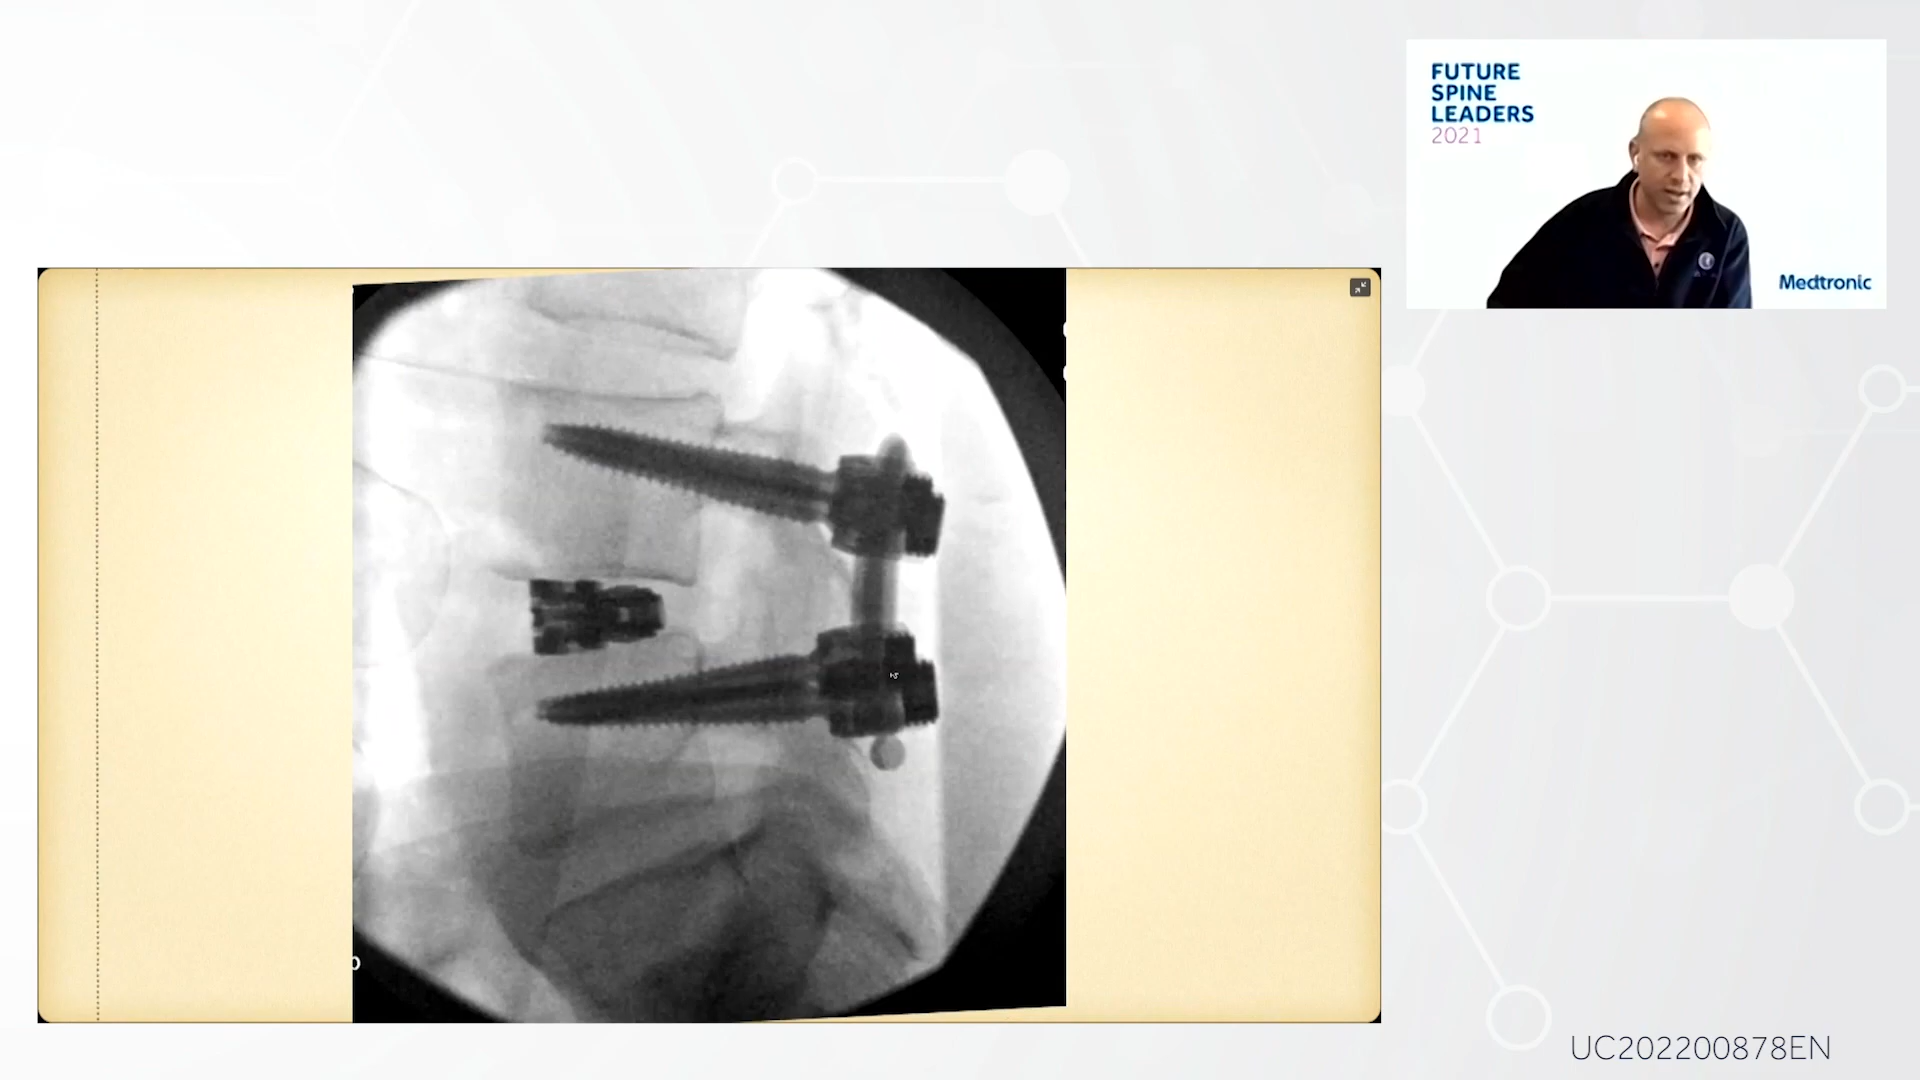 FUTURE
SPINE
LEADERS
2021
Medtronic
UC202200878EN